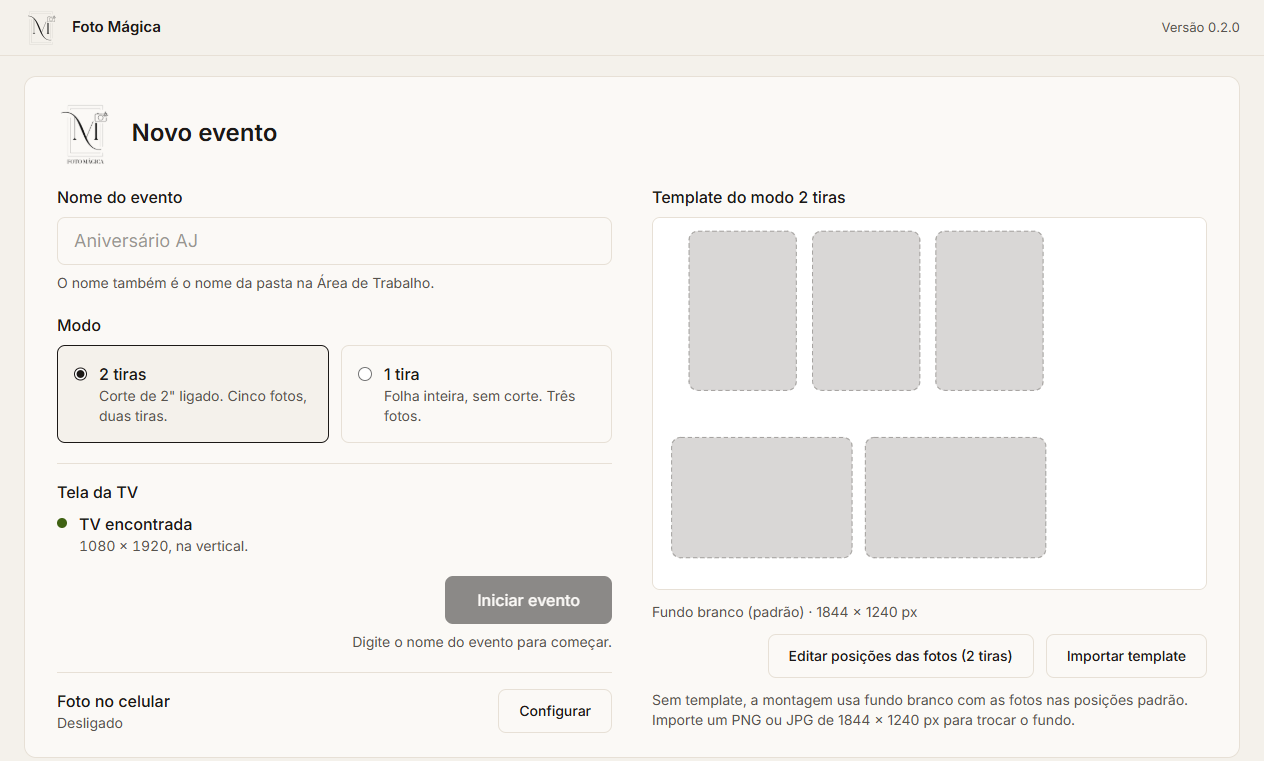 Foto Mágica
Versão 0.2.0
FOTO MÁGICA
Novo evento
Nome do evento
Aniversário AJ
O nome também é o nome da pasta na Área de Trabalho.
Modo
2 tiras
Corte de 2" ligado. Cinco fotos,
duas tiras.
1 tira
Folha inteira, sem corte. Três
fotos.
Tela da TV
TV encontrada
1080 × 1920, na vertical.
Iniciar evento
Digite o nome do evento para começar.
Foto no celular
Desligado
Configurar
Template do modo 2 tiras
Fundo branco (padrão) · 1844 × 1240 px
Editar posições das fotos (2 tiras)
Importar template
Sem template, a montagem usa fundo branco com as fotos nas posições padrão.
Importe um PNG ou JPG de 1844 × 1240 px para trocar o fundo.